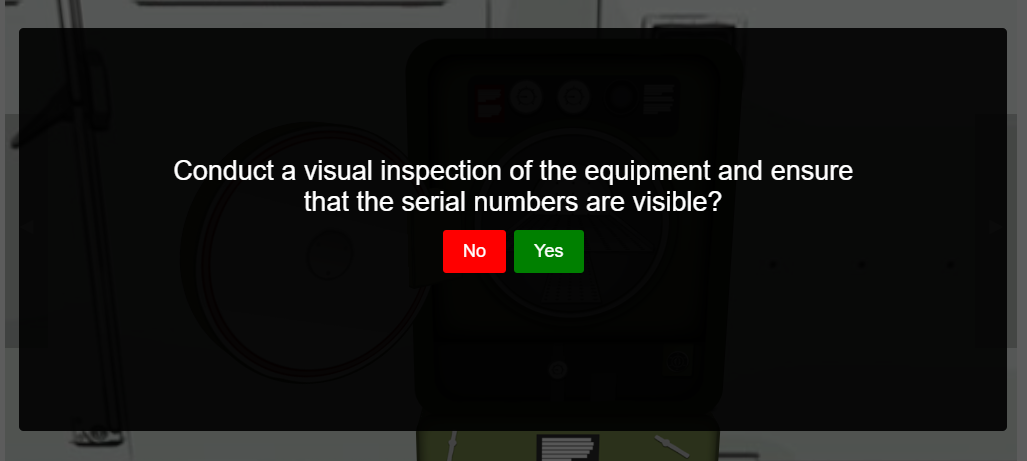 Conduct a visual inspection of the equipment and ensure
that the serial numbers are visible?
No
Yes